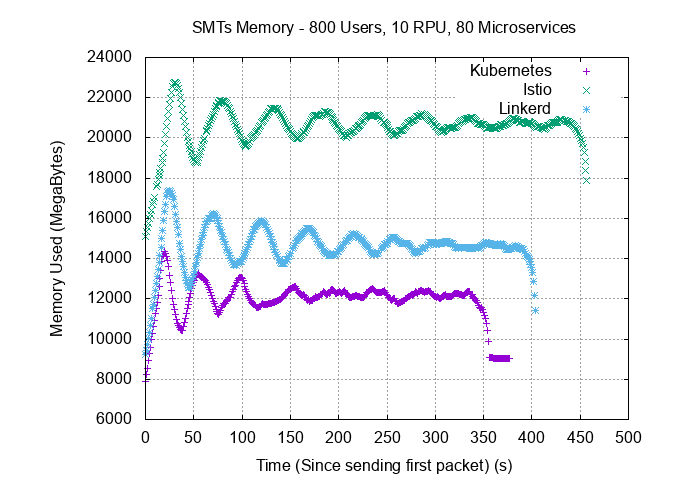 SMTs Memory - 800 Users, 10 RPU, 80 Microservices
24000
22000
20000
18000
16000
14000
12000
10000
8000
6000
Memory Used (MegaBytes)
Kubernetes
Istio
Linkerd
0 50 100 150 200 250 300 350 400 450 500
Time (Since sending first packet) (s)